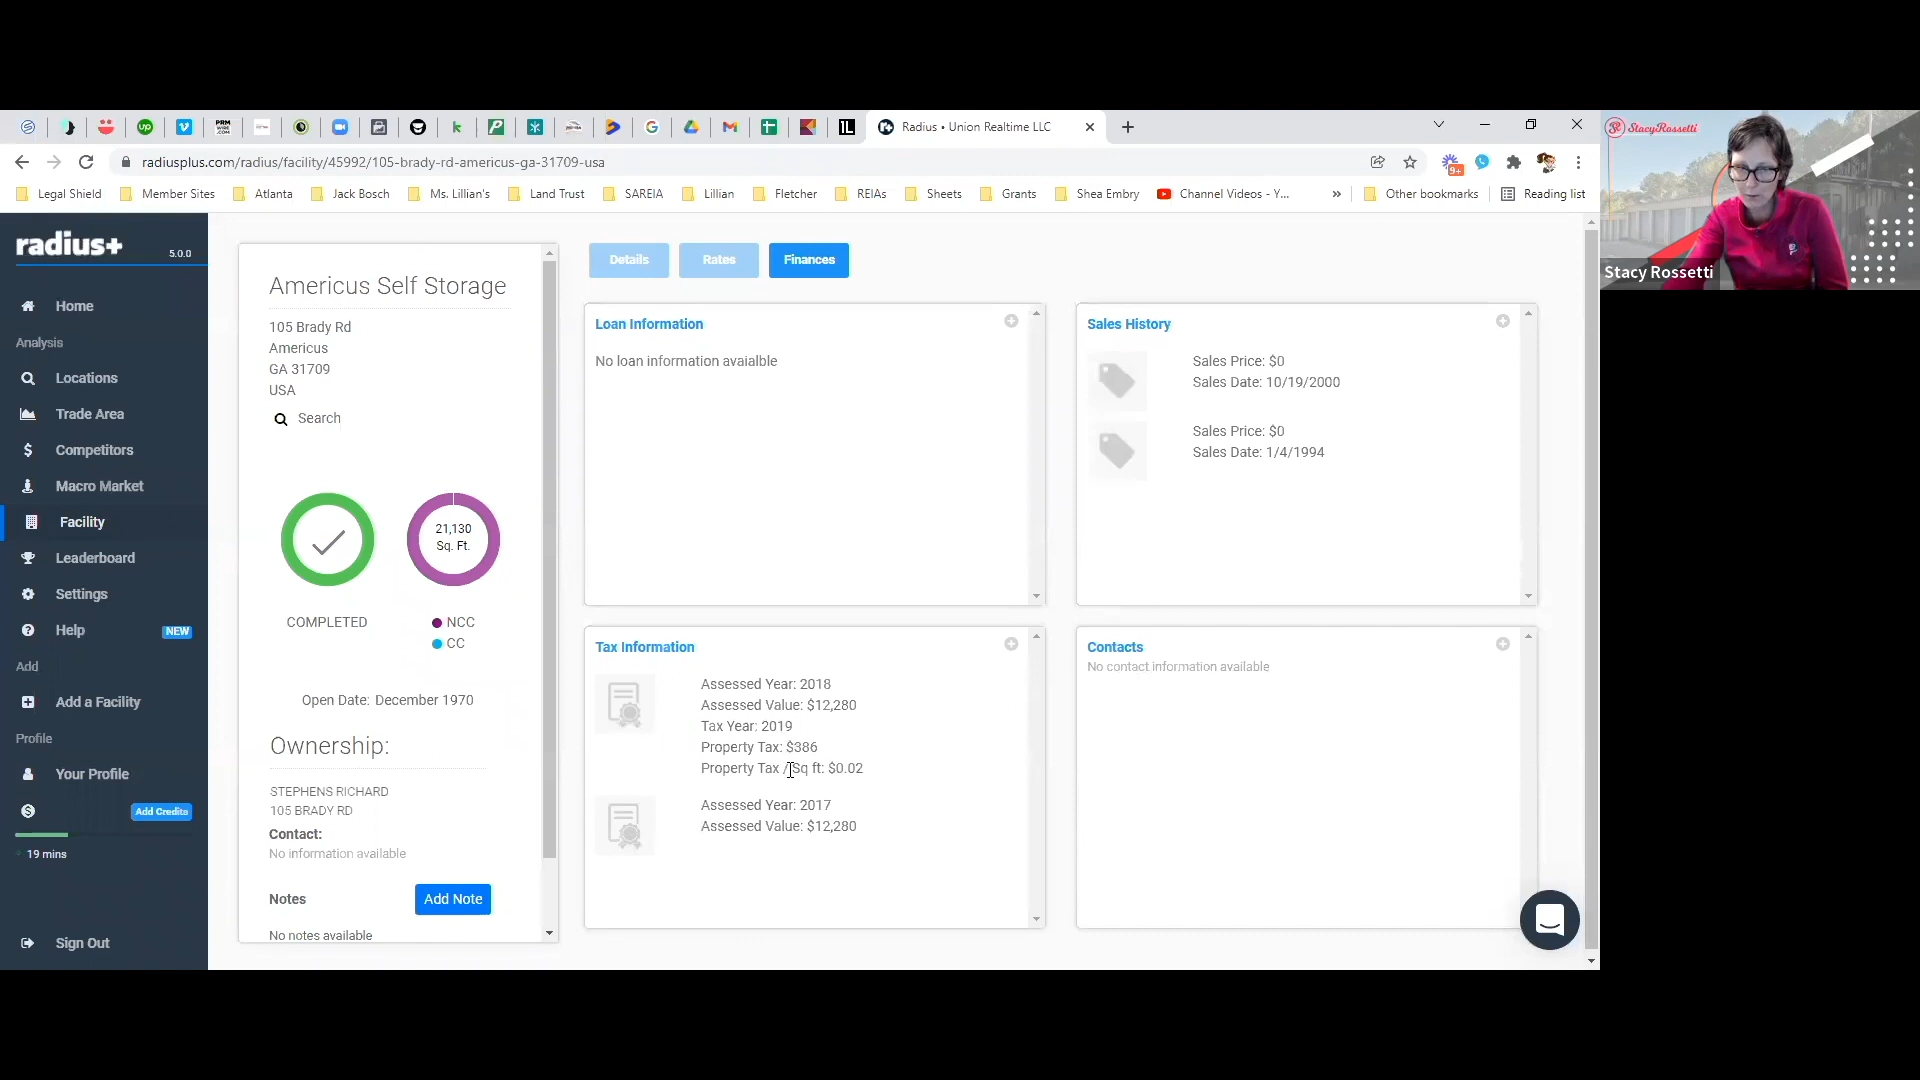 Radius • Union Realtime LLC
radiusplus.com/radius/facility/45992/105-brady-rd-americus-ga-31709-usa
9+
Legal Shield
Member Sites
Atlanta
Jack Bosch
Ms. Lillian's
Land Trust
SAREIA
Lillian
Fletcher
REIAs
Sheets
Grants
Shea Embry
Channel Videos - Y...
»
Other bookmarks
Reading list
StacyRossetti
Stacy Rossetti
radius+
5.0.0
Home
Analysis
Locations
Trade Area
Competitors
Macro Market
Facility
Leaderboard
Settings
Help
NEW
Add
Add a Facility
Profile
Your Profile
Add Credits
19 mins
Sign Out
Americus Self Storage
105 Brady Rd
Americus
GA 31709
USA
Search
21,130
Sq. Ft.
COMPLETED
NCC
CC
Open Date: December 1970
Ownership:
STEPHENS RICHARD
105 BRADY RD
Contact:
No information available
Notes
Add Note
No notes available
Details
Rates
Finances
Loan Information
No loan information avaialble
Sales History
Sales Price: $0
Sales Date: 10/19/2000
Sales Price: $0
Sales Date: 1/4/1994
Tax Information
Assessed Year: 2018
Assessed Value: $12,280
Tax Year: 2019
Property Tax: $386
Property Tax / Sq ft: $0.02
Assessed Year: 2017
Assessed Value: $12,280
Contacts
No contact information available